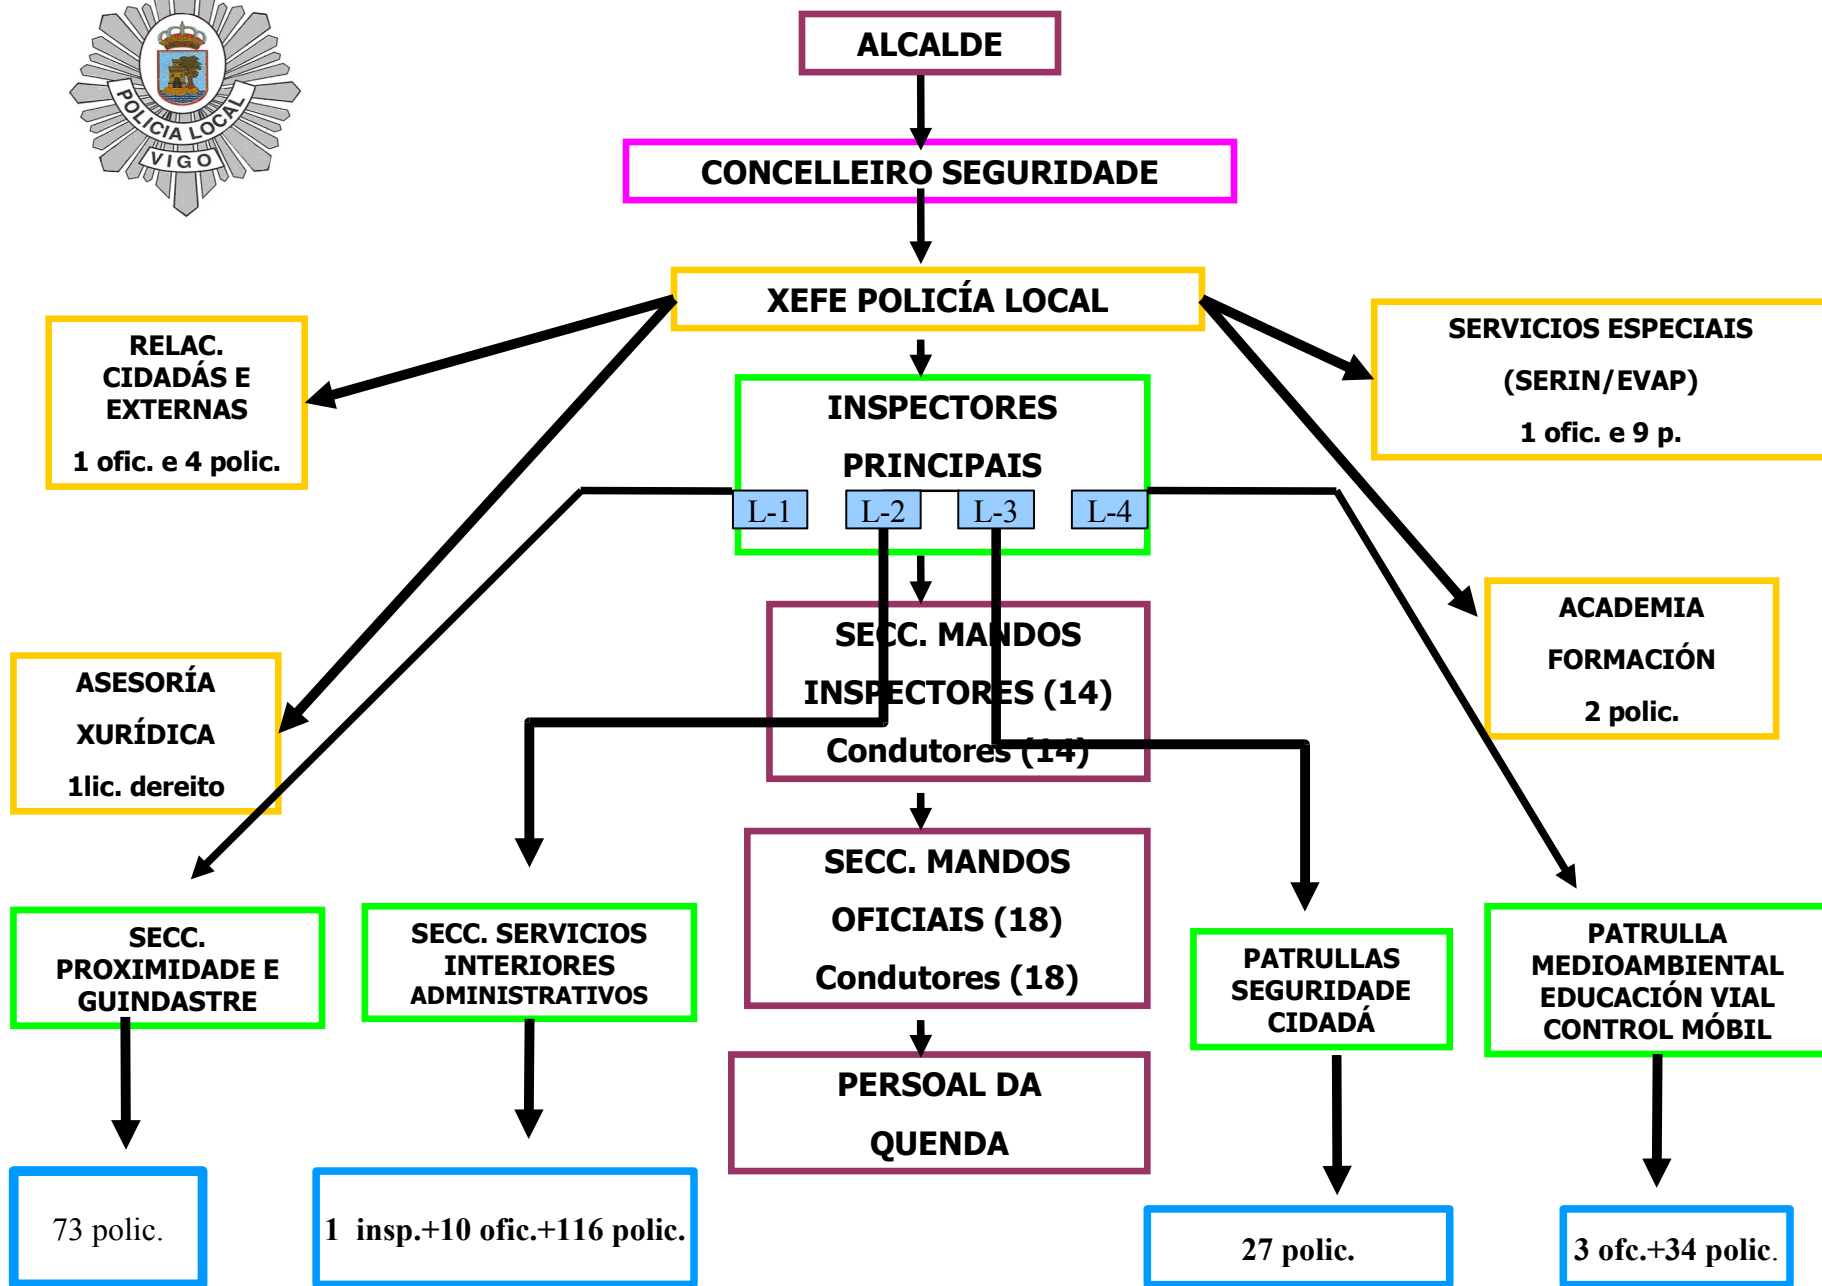 POLICIA LOCAL
VIGO
ALCALDE
CONCELLEIRO SEGURIDADE
XEFE POLICÍA LOCAL
RELAC.
CIDADÁS E
EXTERNAS
1 ofic. e 4 polic.
SERVICIOS ESPECIAIS
(SERIN/EVAP)
1 ofic. e 9 p.
INSPECTORES
PRINCIPAIS
L-1
L-2
L-3
L-4
ASESORÍA
XURÍDICA
1lic. dereito
SECC. MANDOS
INSPECTORES (14)
Condutores (14)
ACADEMIA
FORMACIÓN
2 polic.
SECC. MANDOS
OFICIAIS (18)
Condutores (18)
SECC.
PROXIMIDADE E
GUINDASTRE
SECC. SERVICIOS
INTERIORES
ADMINISTRATIVOS
PATRULLAS
SEGURIDADE
CIDADÁ
PATRULLA
MEDIOAMBIENTAL
EDUCACIÓN VIAL
CONTROL MÓBIL
PERSOAL DA
QUENDA
73 polic.
1 insp.+10 ofic.+116 polic.
27 polic.
3 ofc.+34 polic.